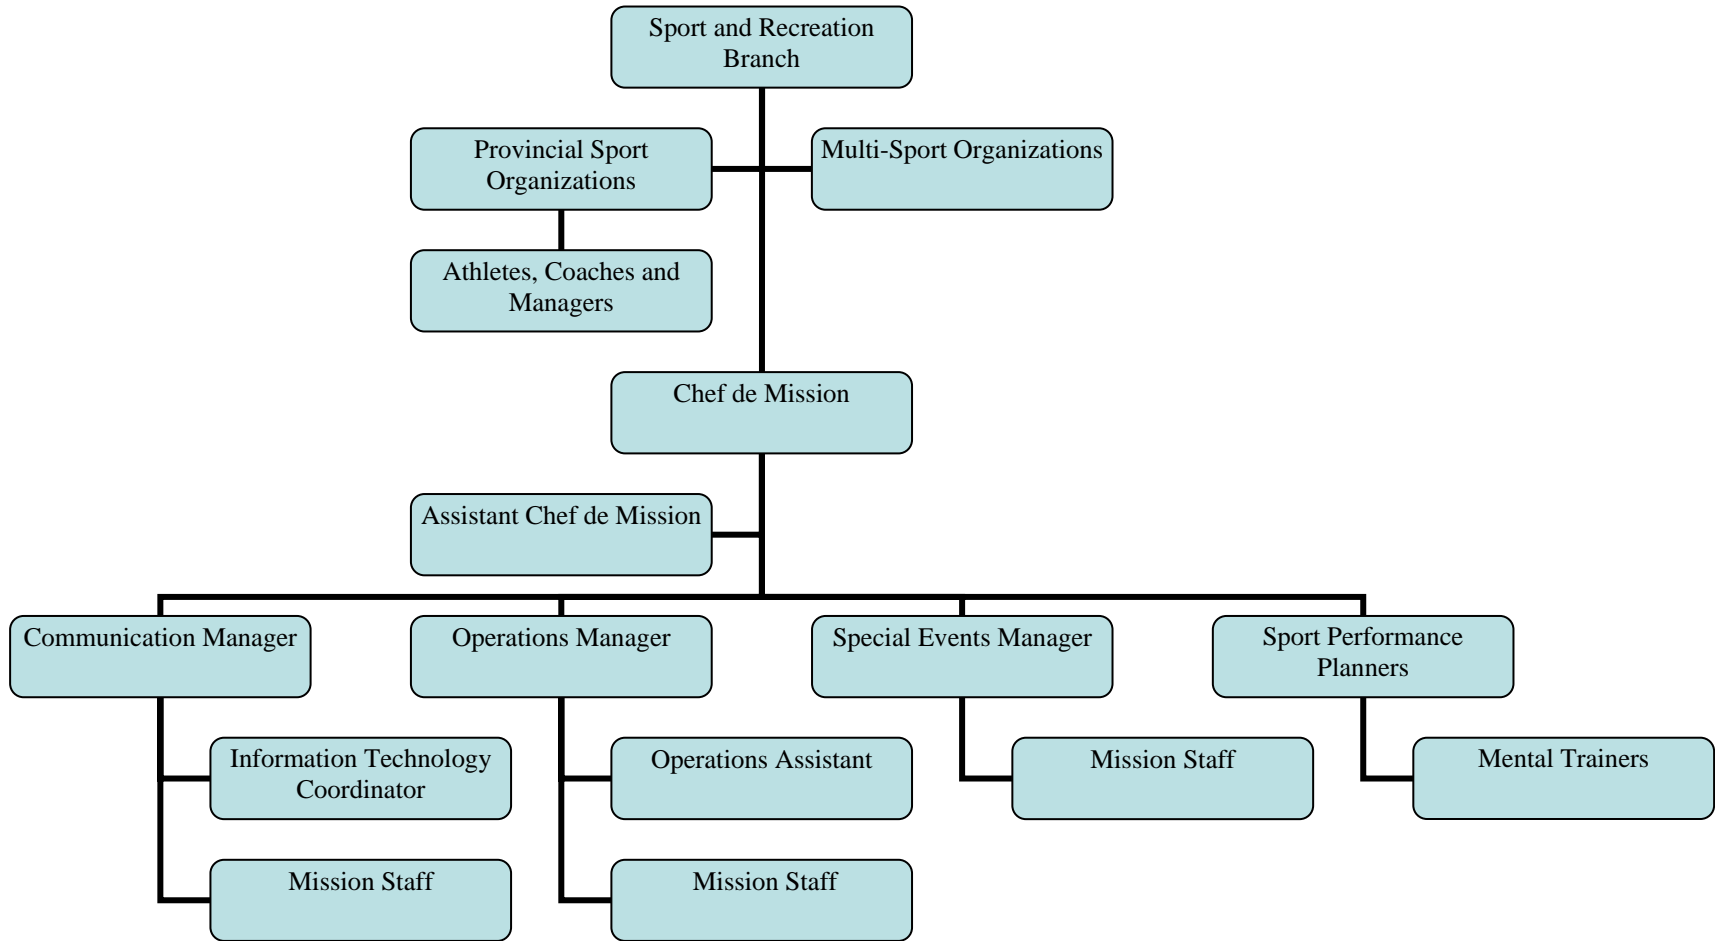 Sport and Recreation
Branch
Provincial Sport
Organizations
Multi-Sport Organizations
Athletes, Coaches and
Managers
Chef de Mission
Assistant Chef de Mission
Communication Manager
Operations Manager
Special Events Manager
Sport Performance
Planners
Information Technology
Coordinator
Operations Assistant
Mission Staff
Mental Trainers
Mission Staff
Mission Staff